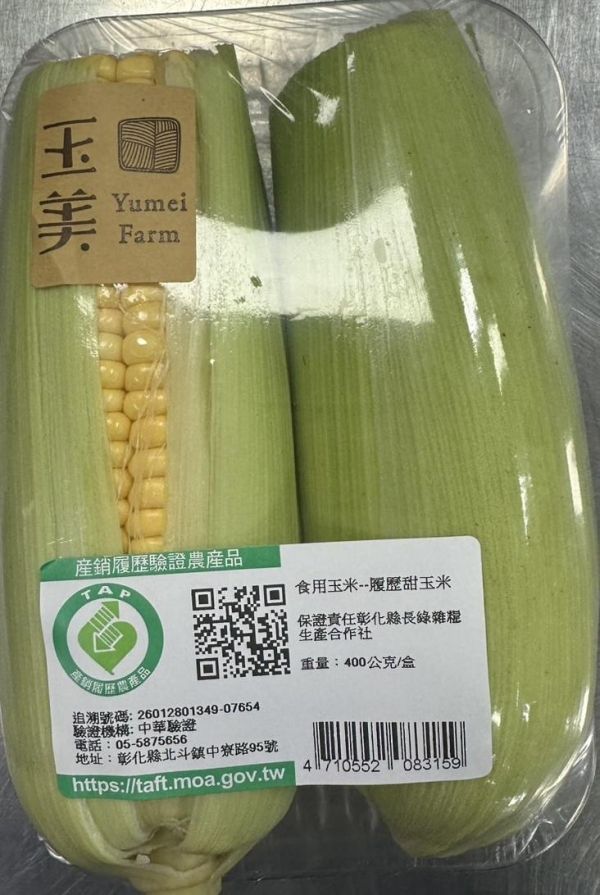 玉美
Yumei
Farm
產銷履歷驗證農產品
TAP
產銷履歷農產品
食用玉米--履歷甜玉米
保證責任彰化縣長綠雜糧
生產合作社
重量：400公克/盒
追溯號碼: 26012801349-07654
驗證機構: 中華驗證
電話：05-5875656
地址：彰化縣北斗鎮中寮路95號
https://taft.moa.gov.tw
4 710552 083159